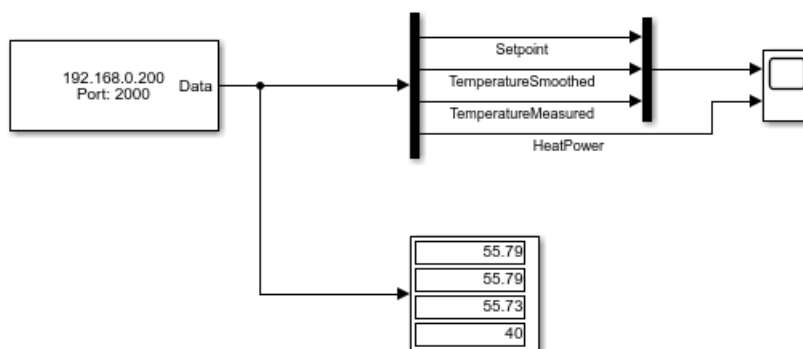 192.168.0.200
Port: 2000
Data
Setpoint
TemperatureSmoothed
TemperatureMeasured
HeatPower
55.79
55.79
55.73
40